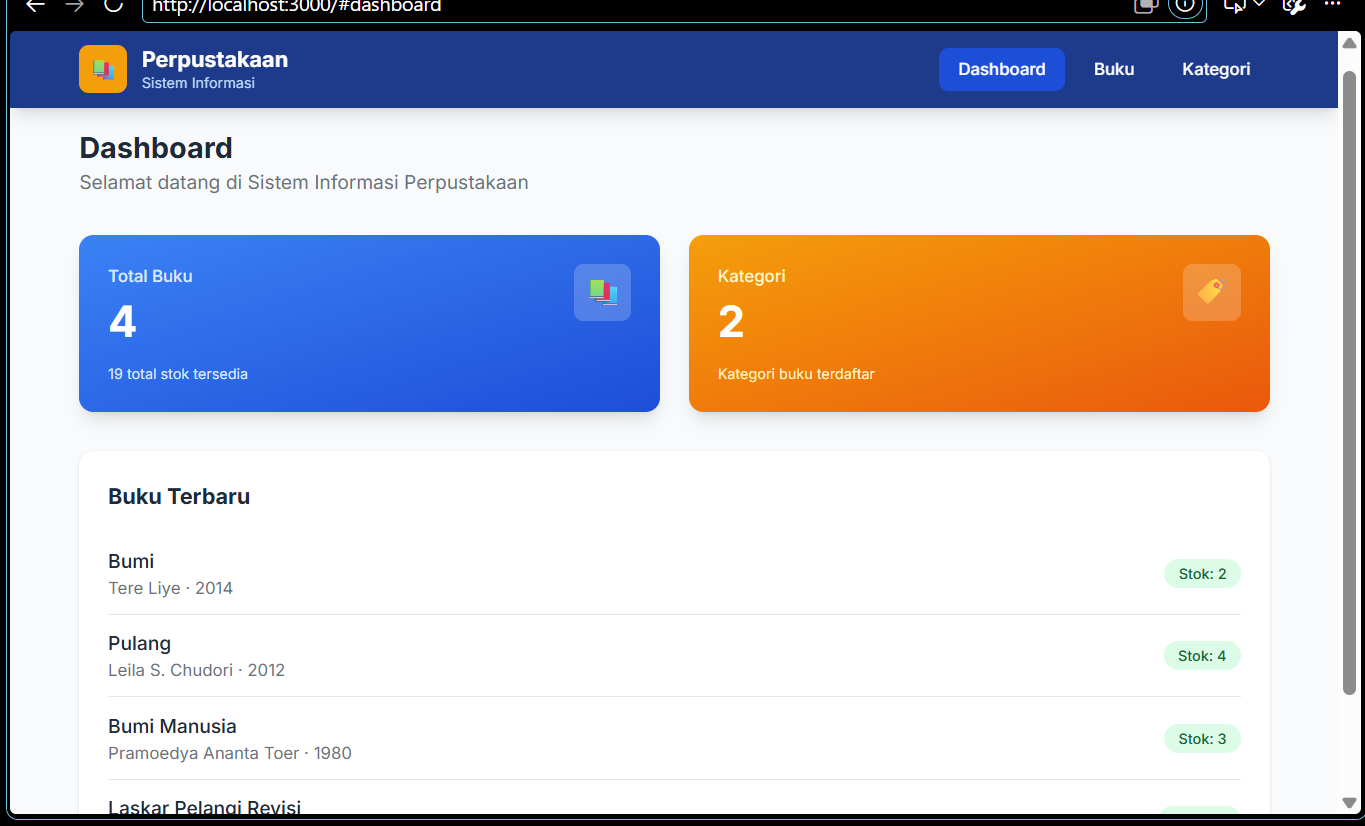 http://localhost:3000/#dashboard
Perpustakaan
Sistem Informasi
Dashboard
Buku
Kategori
Dashboard
Selamat datang di Sistem Informasi Perpustakaan
Total Buku
4
19 total stok tersedia
Kategori
2
Kategori buku terdaftar
Buku Terbaru
Bumi
Tere Liye · 2014
Stok: 2
Pulang
Leila S. Chudori · 2012
Stok: 4
Bumi Manusia
Pramoedya Ananta Toer · 1980
Stok: 3
Laskar Pelangi Revisi